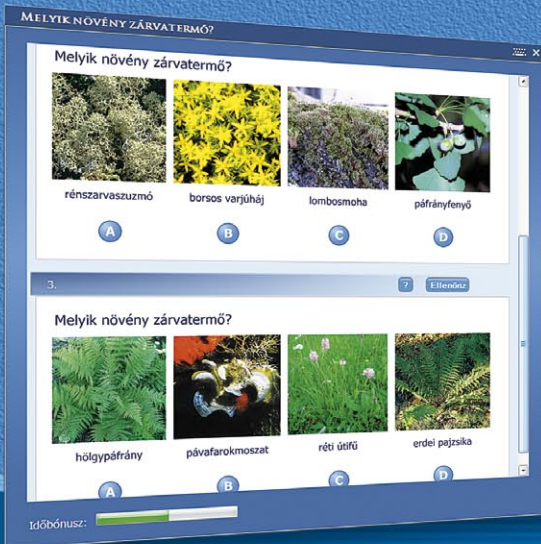 MELYIK NÖVÉNY ZÁRVATERMŐ?
Melyik növény zárvatermő?
rénszarvaszuzmó borsos varjúháj lombosmoha páfrányfenyő
A B C D
3. ? Ellenőriz
Melyik növény zárvatermő?
hölgypáfrány pávafarokmoszat réti útifű erdei pajzsika
A B C D
Időbónusz: